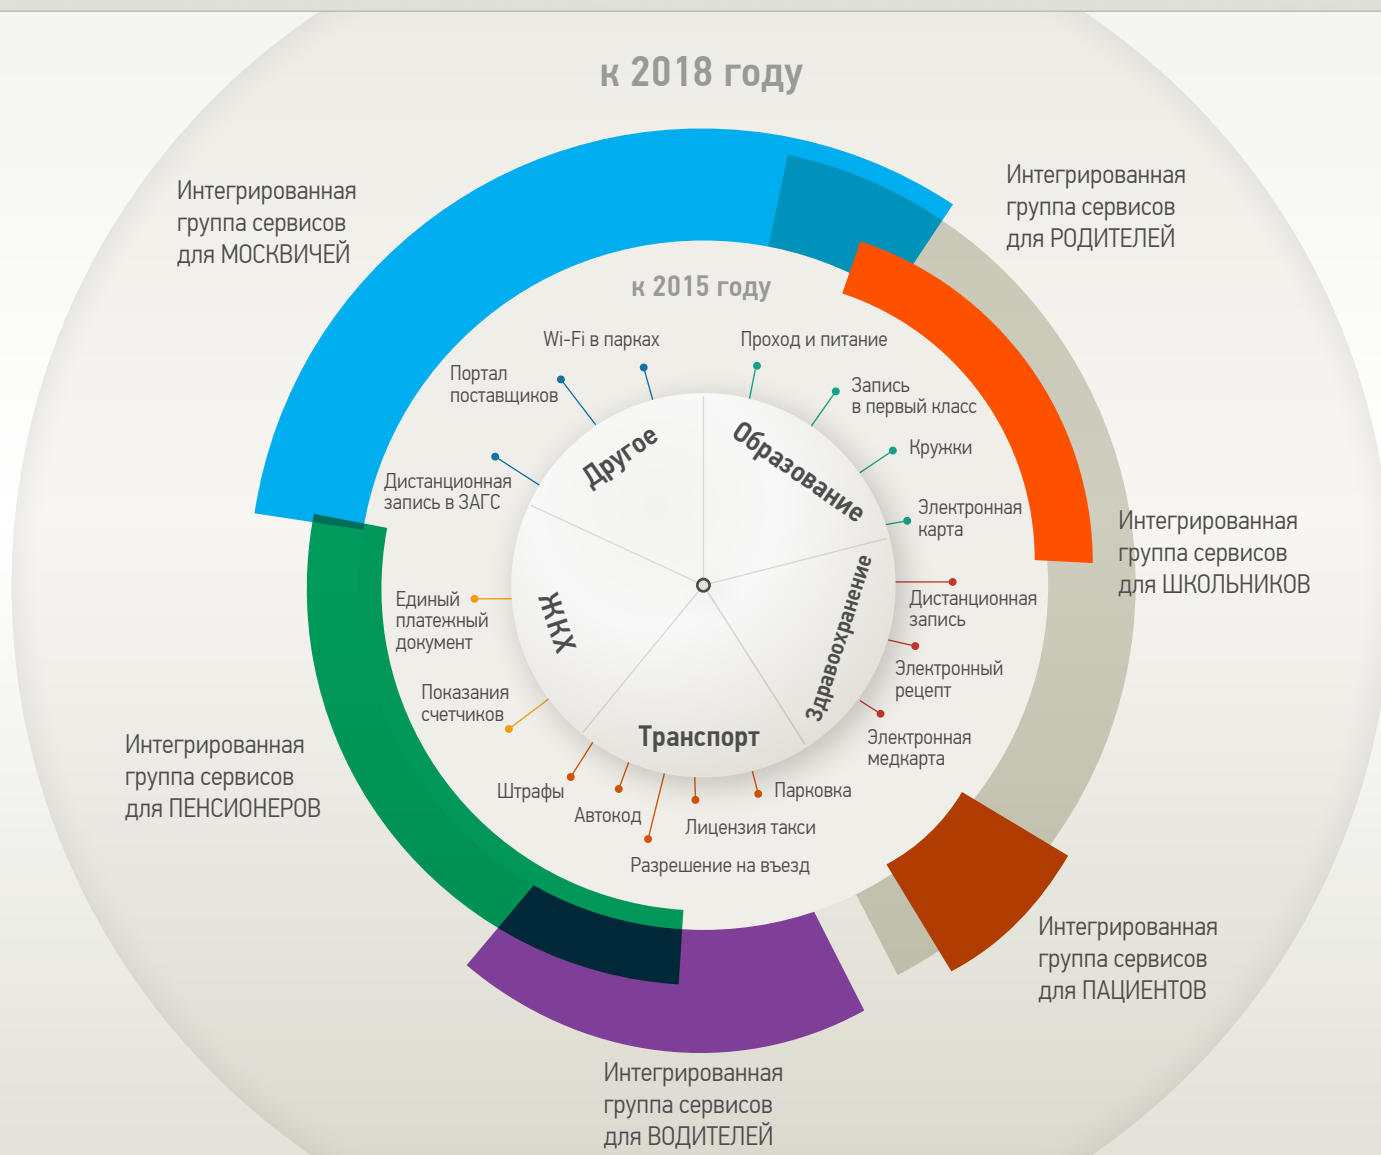 к 2018 году
Интегрированная
группа сервисов
для МОСКВИЧЕЙ
Интегрированная
группа сервисов
для РОДИТЕЛЕЙ
к 2015 году
Wi-Fi в парках
Портал
поставщиков
Дистанционная
запись в ЗАГС
Проход и питание
Запись
в первый класс
Кружки
Электронная
карта
Другое
Образование
Здравоохранение
Транспорт
ЖКХ
Дистанционная
запись
Электронный
рецепт
Электронная
медкарта
Единый
платежный
документ
Показания
счетчиков
Штрафы
Автокод
Разрешение на въезд
Лицензия такси
Парковка
Интегрированная
группа сервисов
для ШКОЛЬНИКОВ
Интегрированная
группа сервисов
для ПЕНСИОНЕРОВ
Интегрированная
группа сервисов
для ПАЦИЕНТОВ
Интегрированная
группа сервисов
для ВОДИТЕЛЕЙ